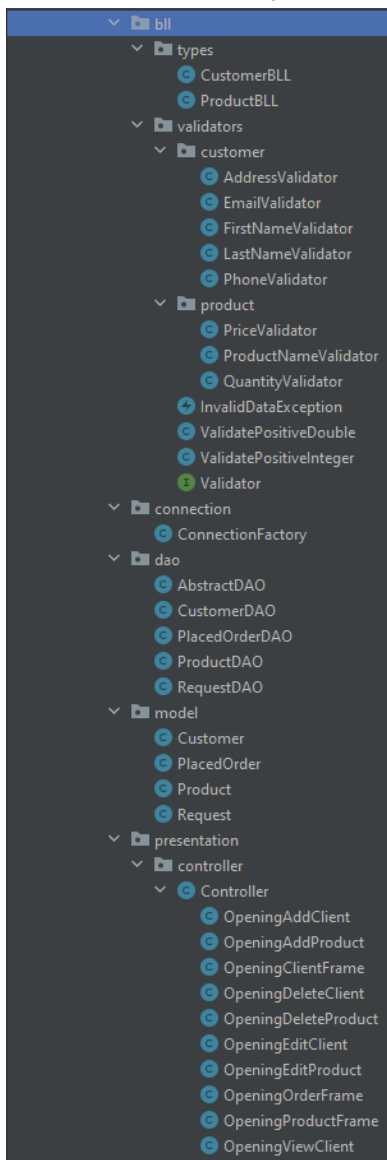 bll
types
CustomerBLL
ProductBLL
validators
customer
AddressValidator
EmailValidator
FirstNameValidator
LastNameValidator
PhoneValidator
product
PriceValidator
ProductNameValidator
QuantityValidator
InvalidDataException
ValidatePositiveDouble
ValidatePositiveInteger
Validator
connection
ConnectionFactory
dao
AbstractDAO
CustomerDAO
PlacedOrderDAO
ProductDAO
RequestDAO
model
Customer
PlacedOrder
Product
Request
presentation
controller
Controller
OpeningAddClient
OpeningAddProduct
OpeningClientFrame
OpeningDeleteClient
OpeningDeleteProduct
OpeningEditClient
OpeningEditProduct
OpeningOrderFrame
OpeningProductFrame
OpeningViewClient